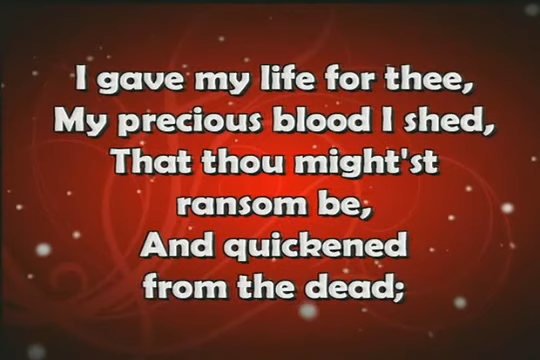 I gave my life for thee,
My precious blood I shed,
That thou might'st
ransom be,
And quickened
from the dead;